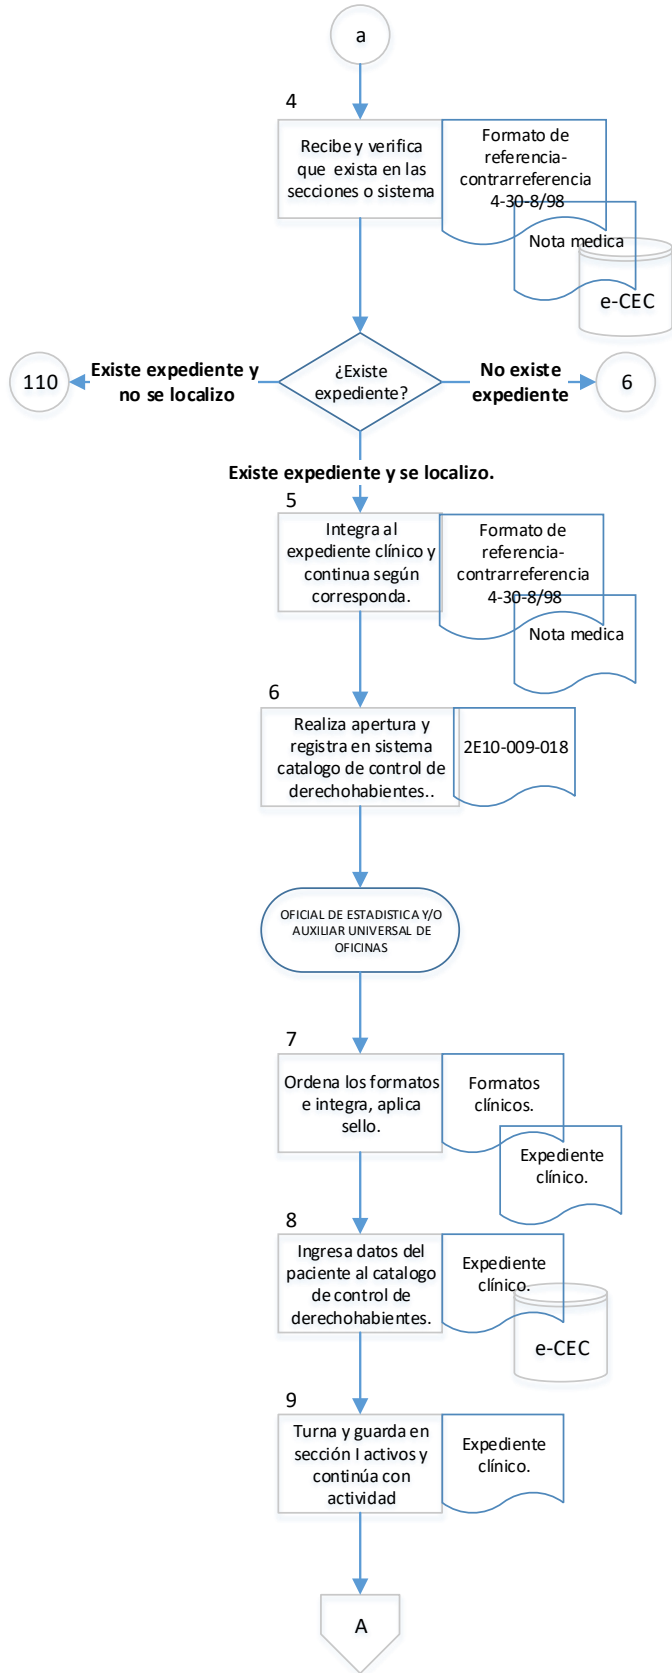 a
4
Recibe y verifica
que exista en las
secciones o sistema
Formato de
referencia-
contrarreferencia
4-30-8/98
Nota medica
e-CEC
110
Existe expediente y
no se localizo
¿Existe
expediente?
No existe
expediente
6
Existe expediente y se localizo.
5
Integra al
expediente clínico y
continua según
corresponda.
Formato de
referencia-
contrarreferencia
4-30-8/98
Nota medica
6
Realiza apertura y
registra en sistema
catalogo de control de
derechohabientes..
2E10-009-018
OFICIAL DE ESTADISTICA Y/O
AUXILIAR UNIVERSAL DE
OFICINAS
7
Ordena los formatos
e integra, aplica
sello.
Formatos
clínicos.
Expediente
clínico.
8
Ingresa datos del
paciente al catalogo
de control de
derechohabientes.
Expediente
clínico.
e-CEC
9
Turna y guarda en
sección I activos y
continúa con
actividad
Expediente
clínico.
A